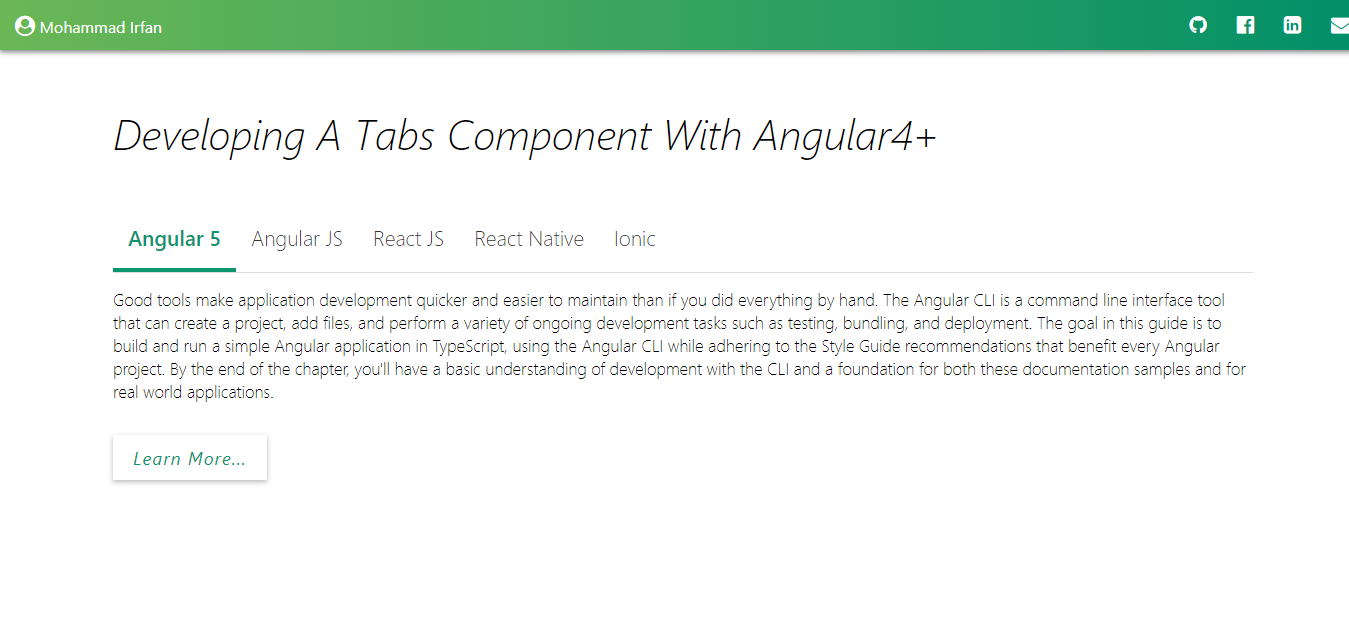 Mohammad Irfan
Developing A Tabs Component With Angular4+
Angular 5 Angular JS React JS React Native Ionic
Good tools make application development quicker and easier to maintain than if you did everything by hand. The Angular CLI is a command line interface tool
that can create a project, add files, and perform a variety of ongoing development tasks such as testing, bundling, and deployment. The goal in this guide is to
build and run a simple Angular application in TypeScript, using the Angular CLI while adhering to the Style Guide recommendations that benefit every Angular
project. By the end of the chapter, you'll have a basic understanding of development with the CLI and a foundation for both these documentation samples and for
real world applications.
Learn More...